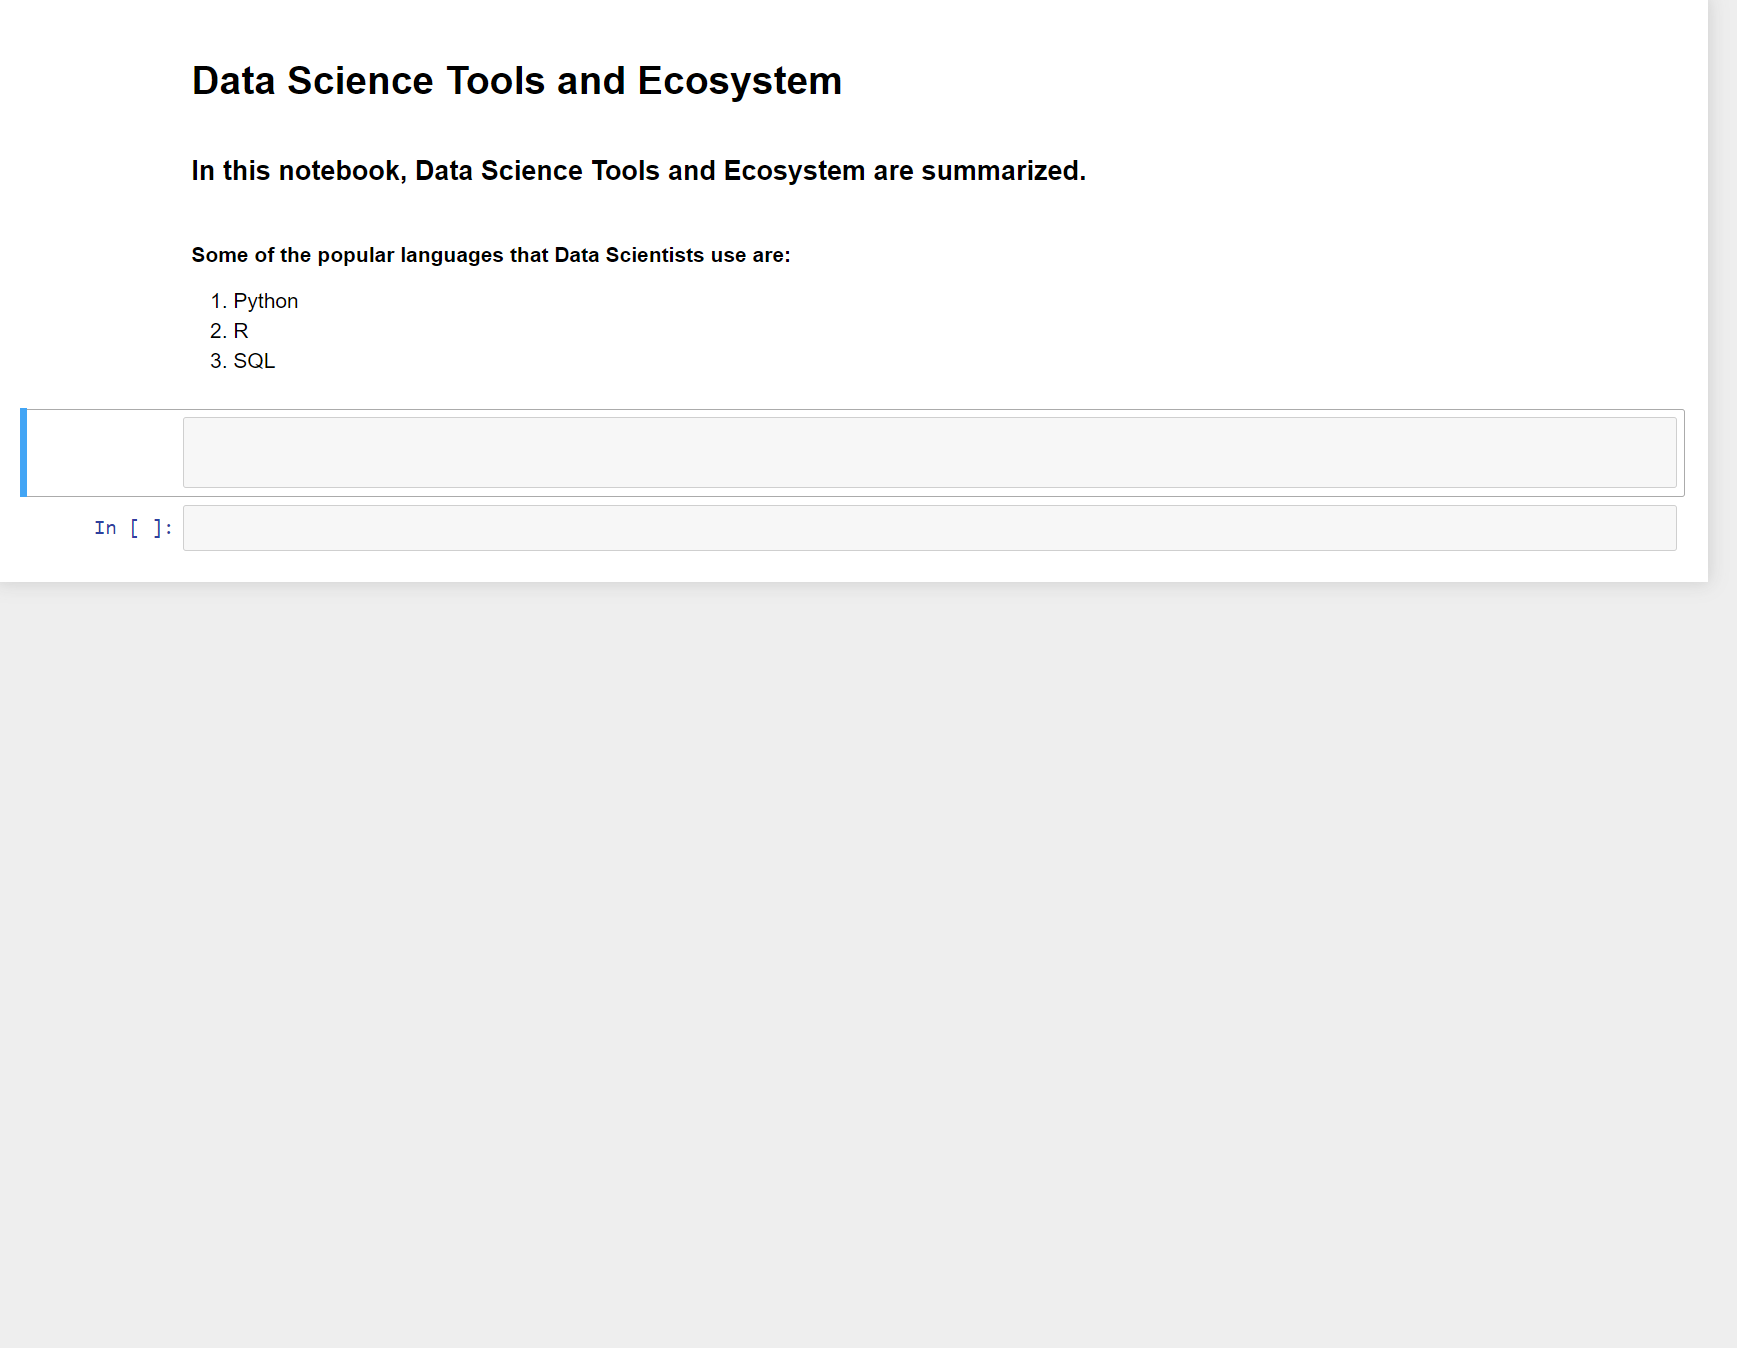 Data Science Tools and Ecosystem
In this notebook, Data Science Tools and Ecosystem are summarized.
Some of the popular languages that Data Scientists use are:
1. Python
2. R
3. SQL
In [ ]: